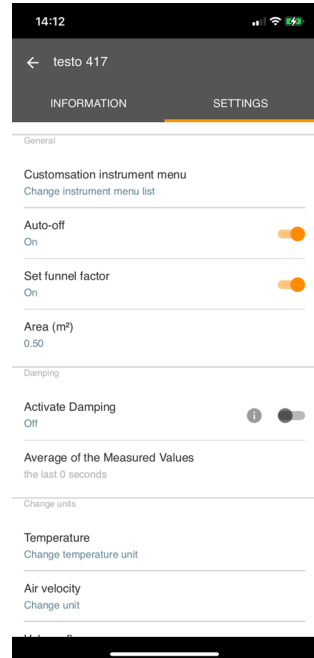 14:12
testo 417
INFORMATION
SETTINGS
General
Customsation instrument menu
Change instrument menu list
Auto-off
On
Set funnel factor
On
Area (m²)
0.50
Damping
Activate Damping
Off
Average of the Measured Values
the last 0 seconds
Change units
Temperature
Change temperature unit
Air velocity
Change unit